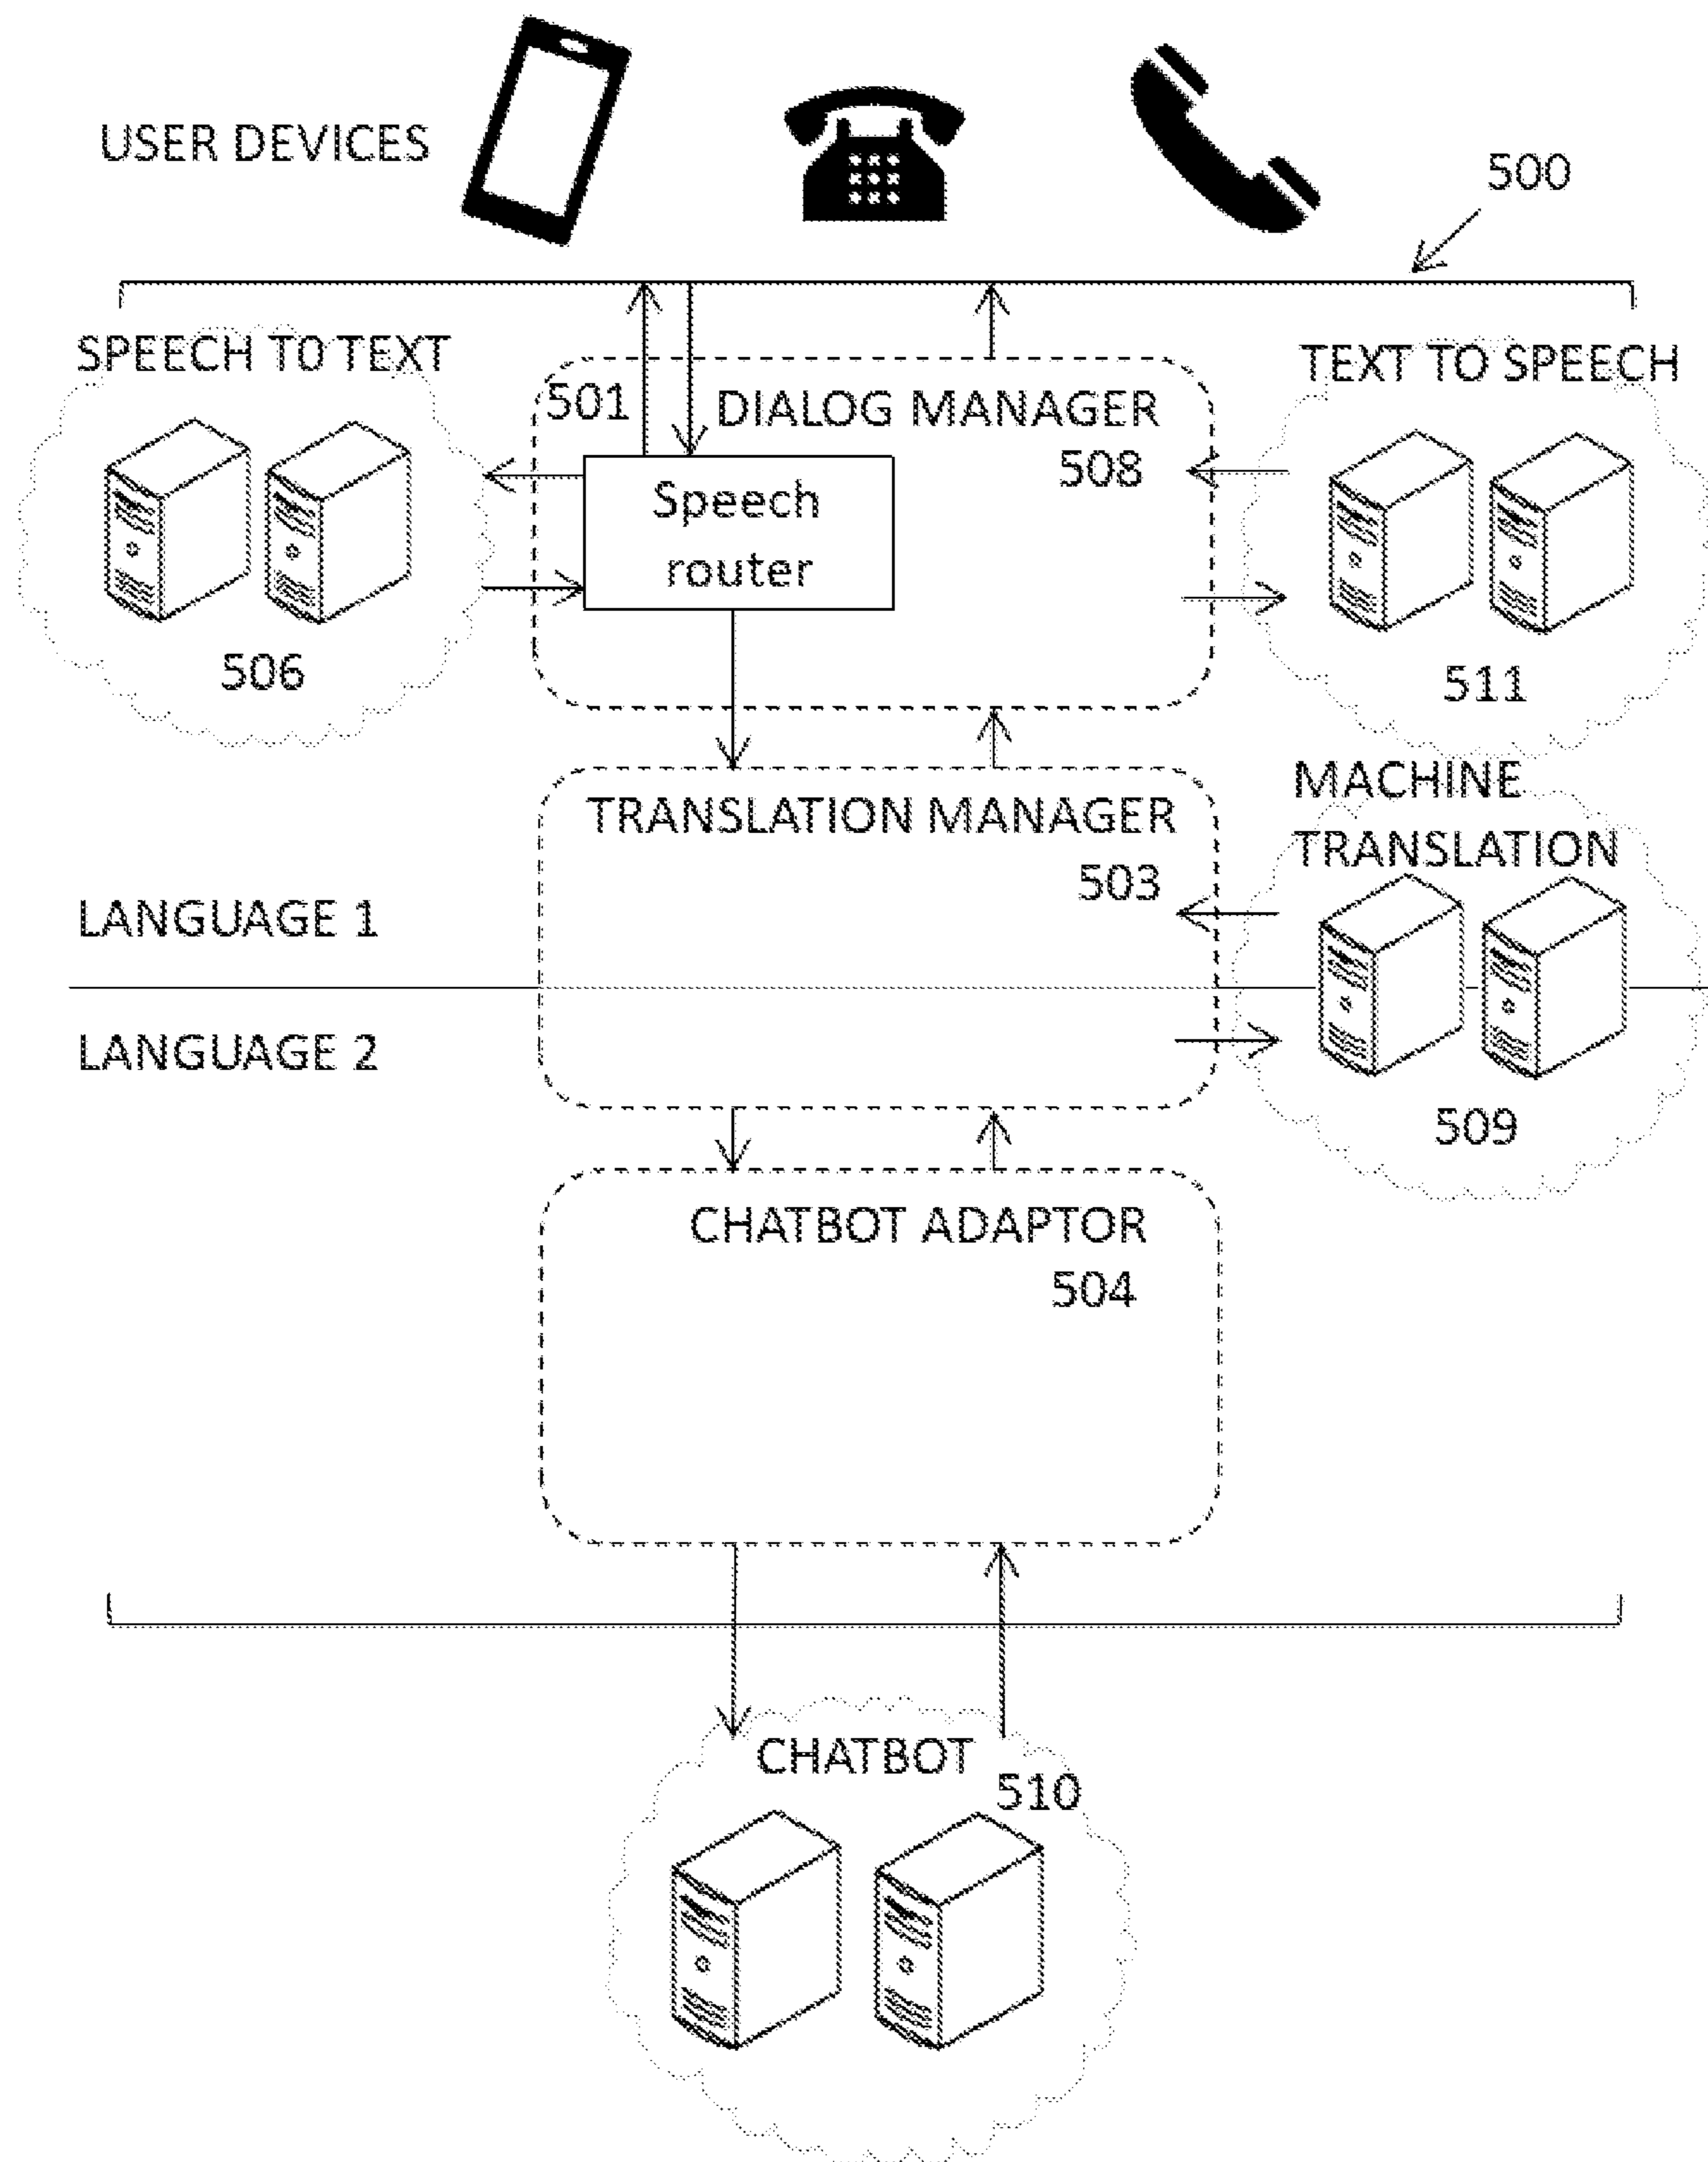 USER DEVICES
500
SPEECH TO TEXT
TEXT TO SPEECH
501
DIALOG MANAGER
508
Speech
router
506
511
MACHINE
TRANSLATION
TRANSLATION MANAGER
503
LANGUAGE 1
LANGUAGE 2
509
CHATBOT ADAPTOR
504
CHATBOT
510